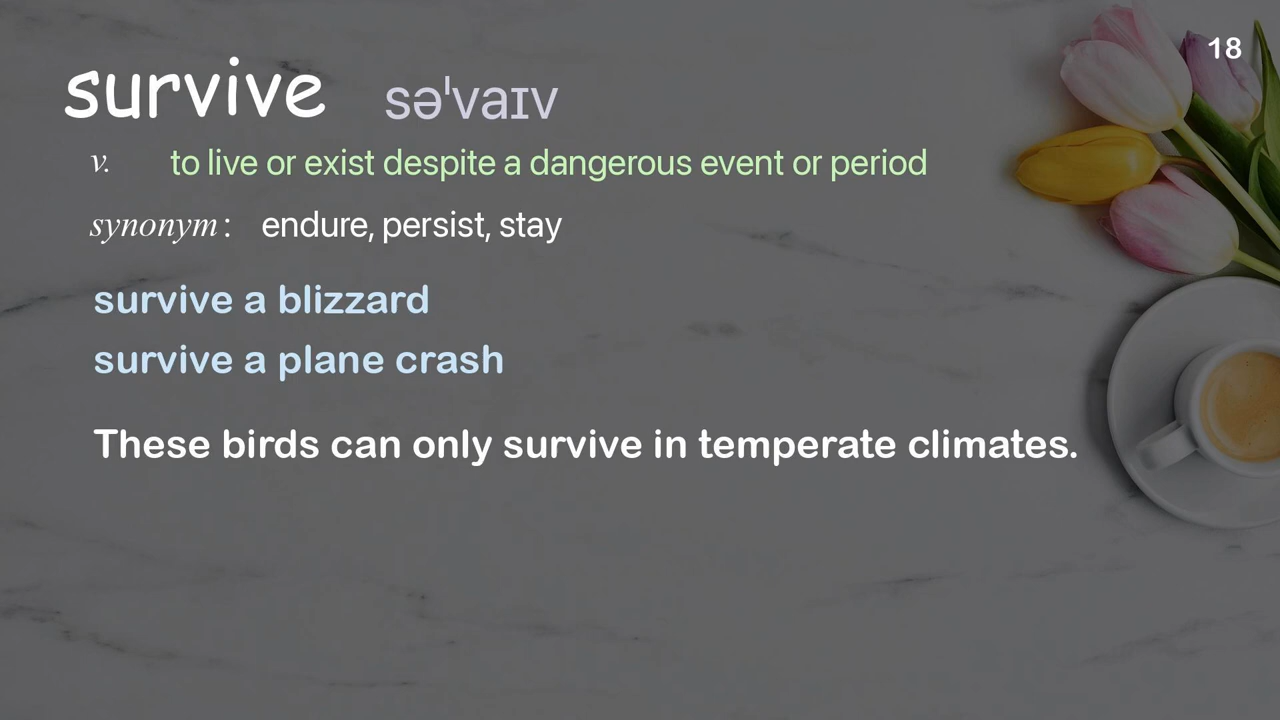 18
survive səˈvaɪv
v. to live or exist despite a dangerous event or period
synonym: endure, persist, stay
survive a blizzard
survive a plane crash
These birds can only survive in temperate climates.